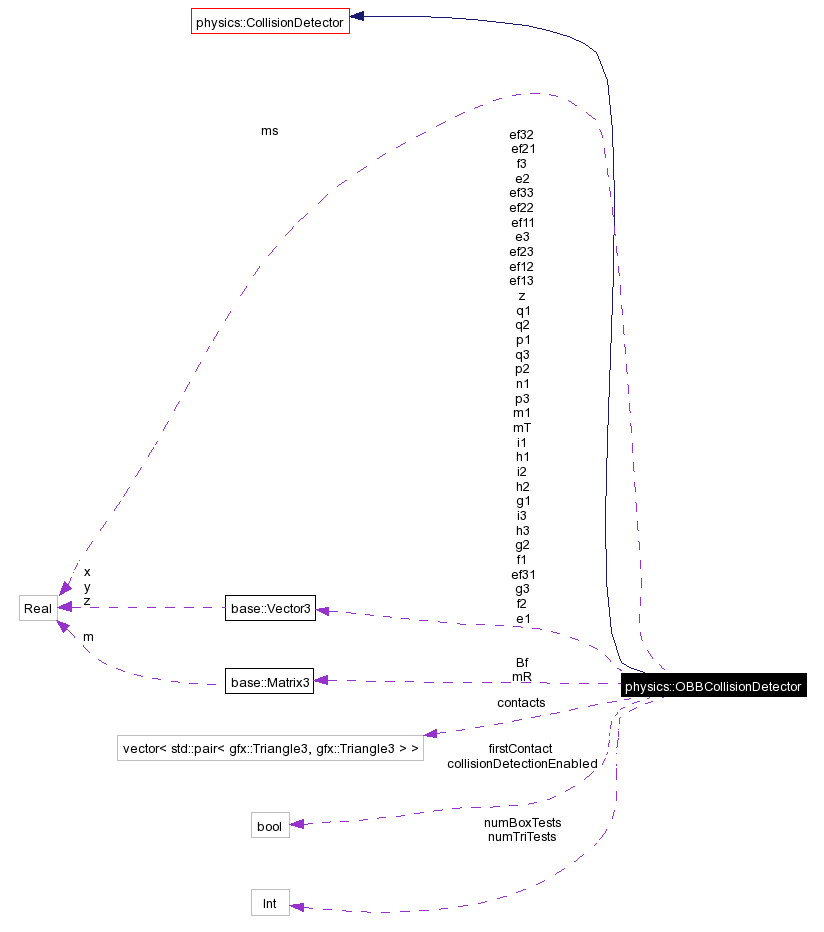 physics::CollisionDetector
ms
ef32
ef21
f3
e2
ef33
ef22
ef11
e3
ef23
ef12
ef13
z
q1
q2
p1
q3
p2
n1
p3
m1
mT
i1
h1
i2
h2
g1
i3
h3
g2
f1
ef31
g3
f2
e1
x
y
z
Real
base::Vector3
m
base::Matrix3
Bf
mR
physics::OBBCollisionDetector
contacts
vector< std::pair< gfx::Triangle3, gfx::Triangle3 > >
firstContact
collisionDetectionEnabled
bool
numBoxTests
numTriTests
Int